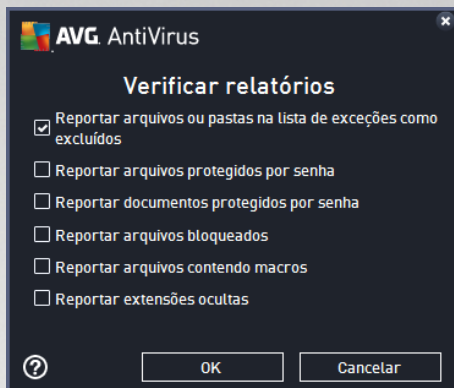 AVG. AntiVirus
Verificar relatórios
Reportar arquivos ou pastas na lista de exceções como
excluídos
Reportar arquivos protegidos por senha
Reportar documentos protegidos por senha
Reportar arquivos bloqueados
Reportar arquivos contendo macros
Reportar extensões ocultas
?
OK
Cancelar